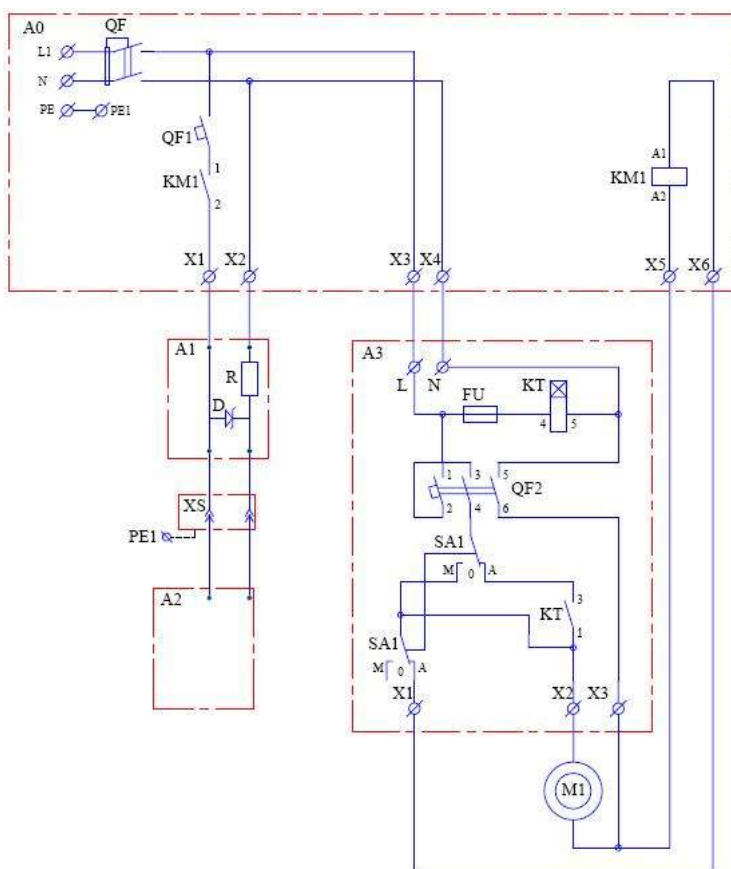 A0
QF
L1
N
PE
PE1
QF1
1
KM1
2
A1
KM1
A2
X1
X2
X3
X4
X5
X6
A1
R
D
A3
L
N
FU
KT
4
5
1
3
5
QF2
2
4
6
XS
PE1
SA1
M
0
A
A2
3
KT
1
SA1
M
0
A
X1
X2
X3
M1